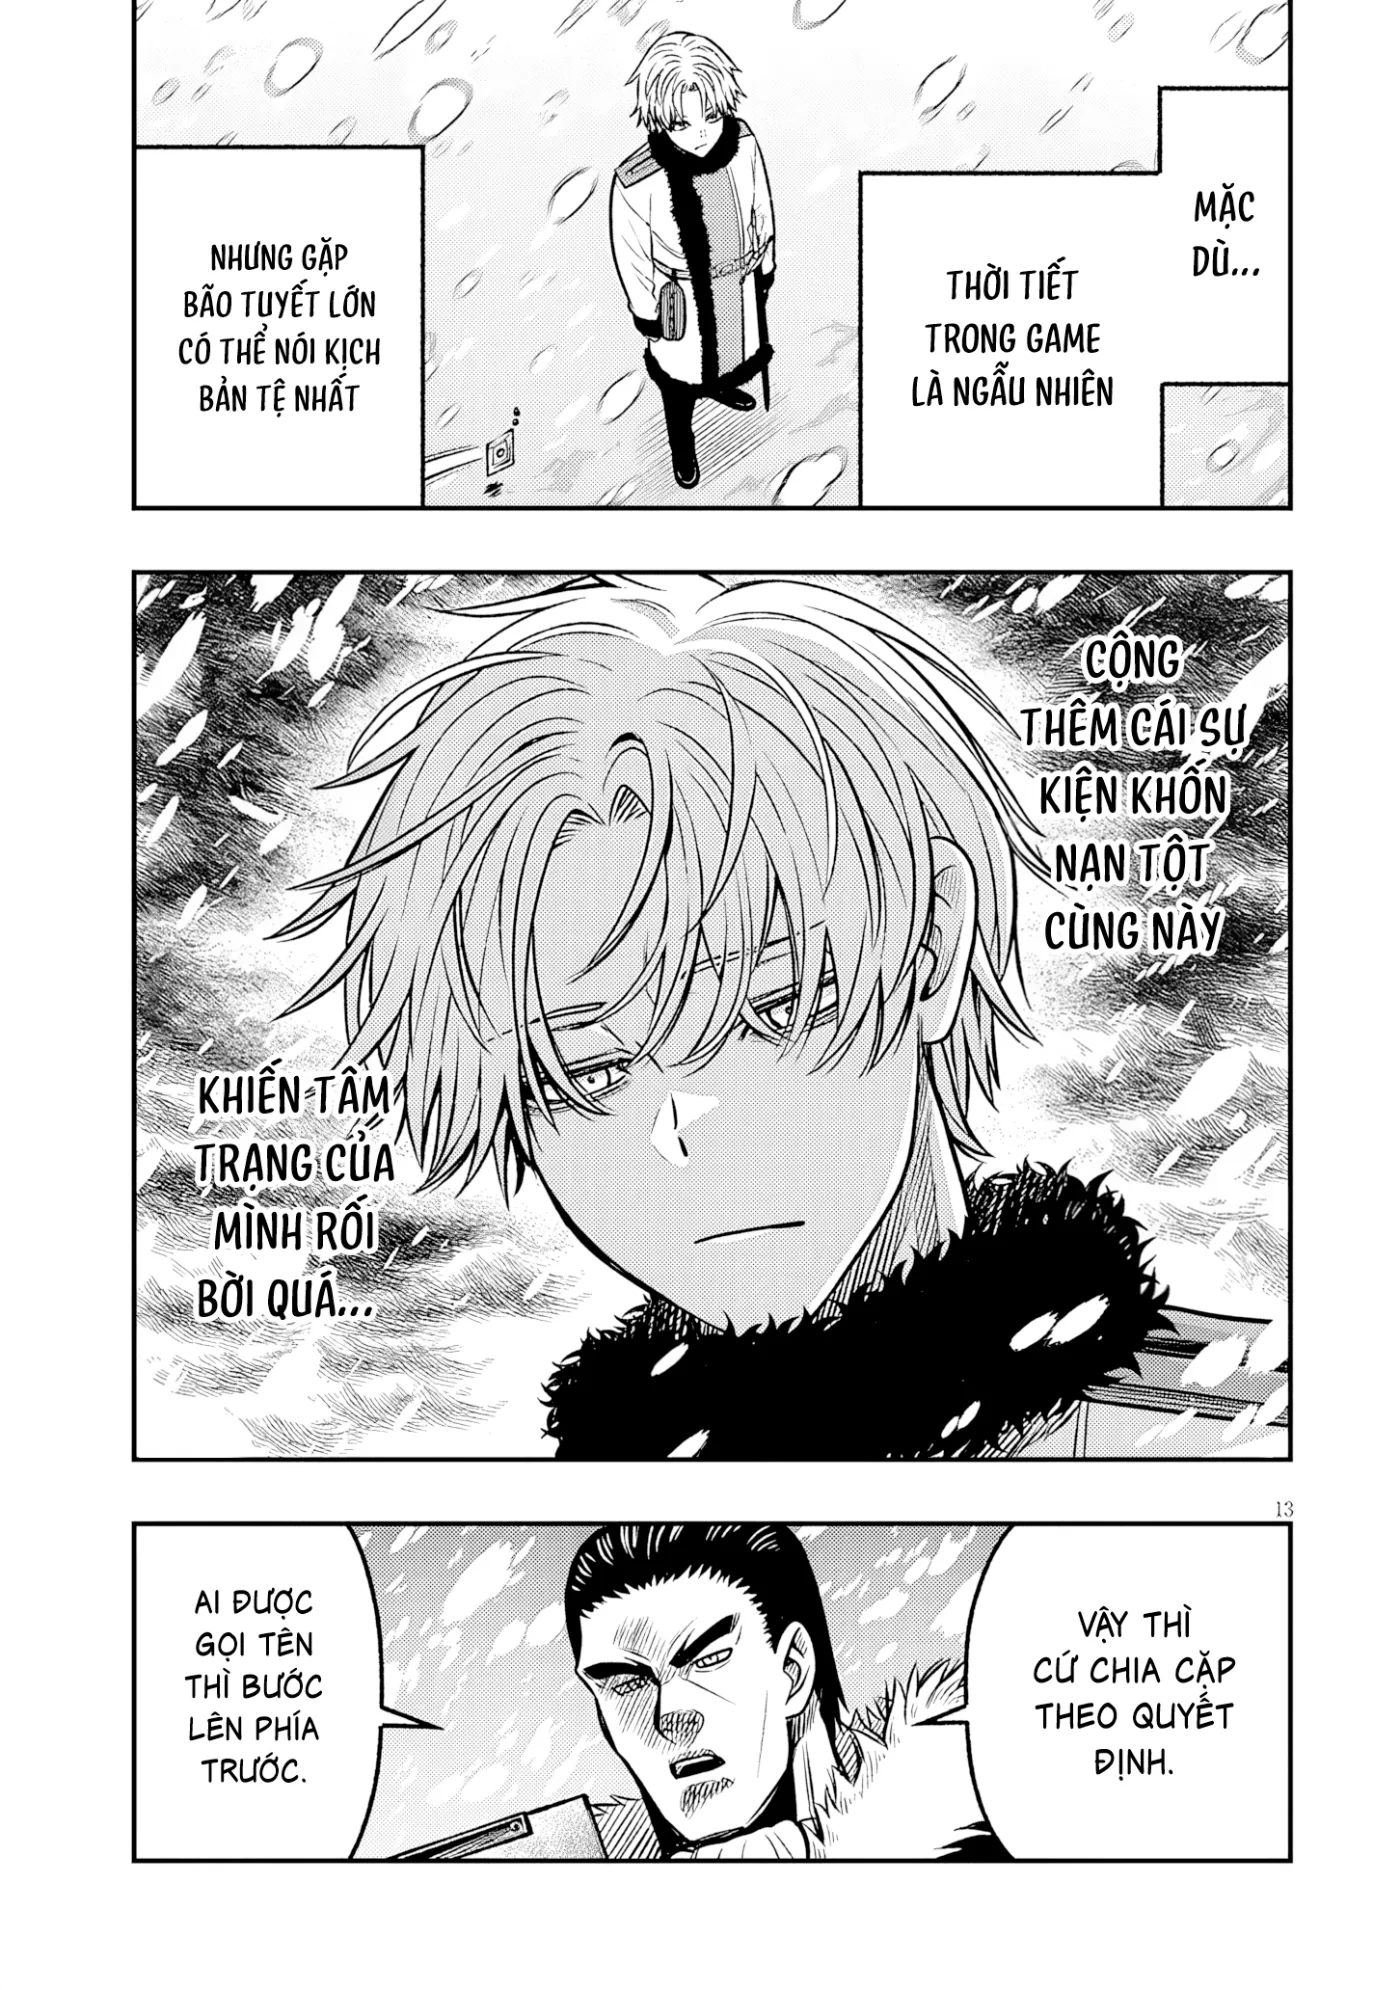 MẶC
DÙ...
THỜI TIẾT
TRONG GAME
LÀ NGẪU NHIÊN
NHƯNG GẶP
BÃO TUYẾT LỚN
CÓ THỂ NÓI KỊCH
BẢN TỆ NHẤT
CỘNG
THÊM CÁI SỰ
KIỆN KHỐN
NẠN TỘT
CÙNG NÀY
KHIẾN TÂM
TRẠNG CỦA
MÌNH RỐI
BỜI QUÁ...
13
VẬY THÌ
CỨ CHIA CẶP
THEO QUYẾT
ĐỊNH.
AI ĐƯỢC
GỌI TÊN
THÌ BƯỚC
LÊN PHÍA
TRƯỚC.